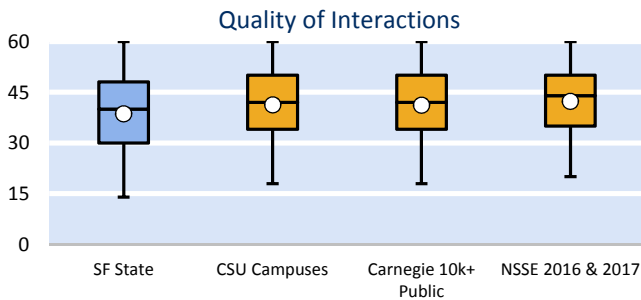 Quality of Interactions
60
45
30
15
0
SF State
CSU Campuses
Carnegie 10k+
Public
NSSE 2016 & 2017